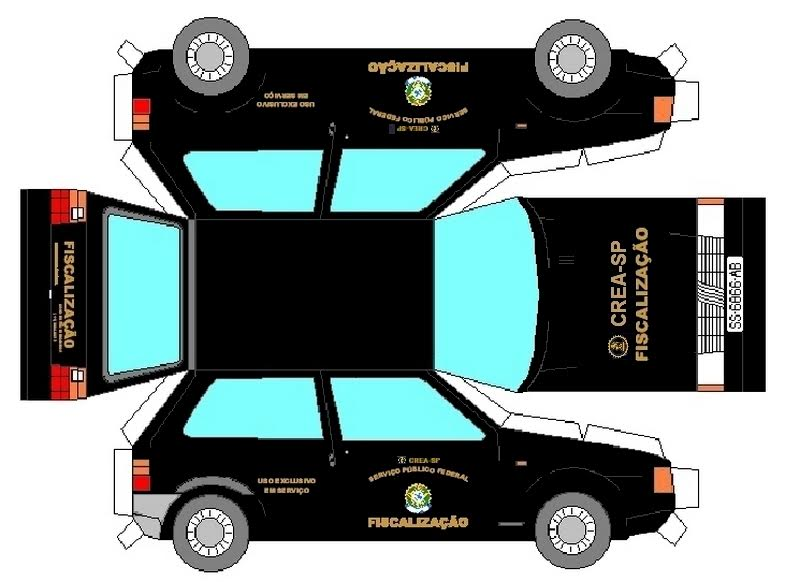 FISCALIZAÇÃO
SERVIÇO PÚBLICO FEDERAL
CREA-SP
USO EXCLUSIVO
EM SERVIÇO
FISCALIZAÇÃO
CREA-SP
FISCALIZAÇÃO
SS-6866-AB
CREA-SP
SERVIÇO PÚBLICO FEDERAL
USO EXCLUSIVO
EM SERVIÇO
FISCALIZAÇÃO